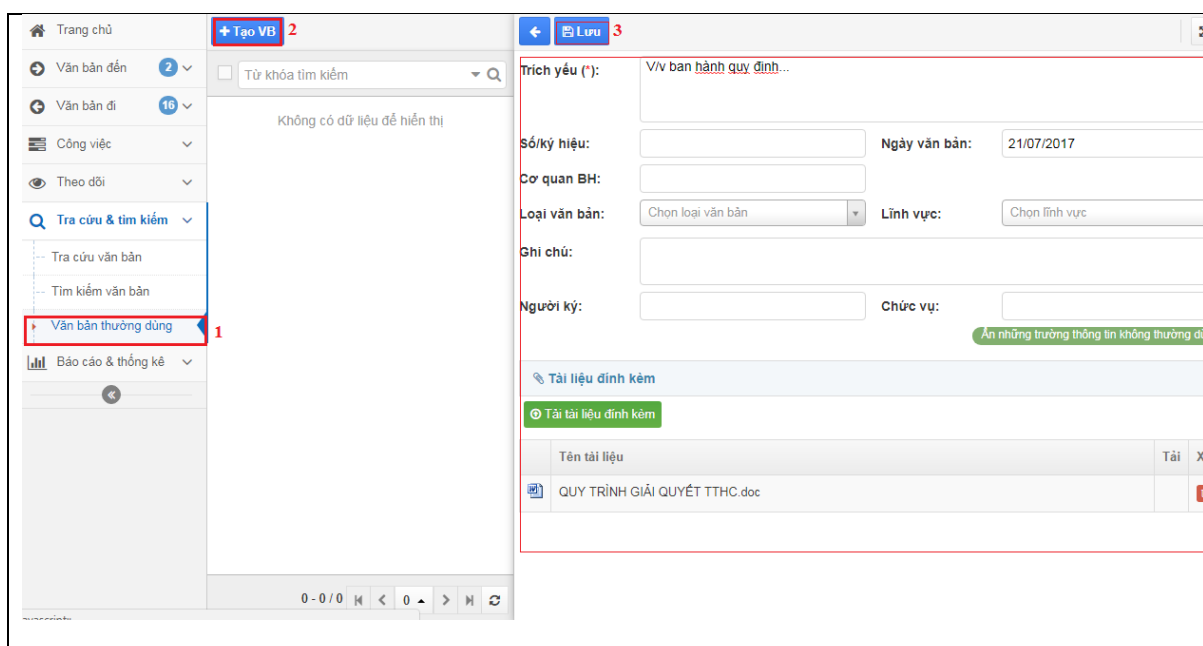 Trang chủ
Văn bản đến 2
Văn bản đi 16
Công việc
Theo dõi
Tra cứu & tìm kiếm
Tra cứu văn bản
Tìm kiếm văn bản
Văn bản thường dùng 1
Báo cáo & thống kê
+ Tạo VB 2
Từ khóa tìm kiếm
Không có dữ liệu để hiển thị
0 - 0 / 0 0
Lưu 3
Trích yếu (*): V/v ban hành quy định...
Số/ký hiệu: Ngày văn bản: 21/07/2017
Cơ quan BH:
Loại văn bản: Chọn loại văn bản Lĩnh vực: Chọn lĩnh vực
Ghi chú:
Người ký: Chức vụ:
Ẩn những trường thông tin không thường
Tài liệu đính kèm
Tải tài liệu đính kèm
Tên tài liệu Tải
QUY TRÌNH GIẢI QUYẾT TTHC.doc